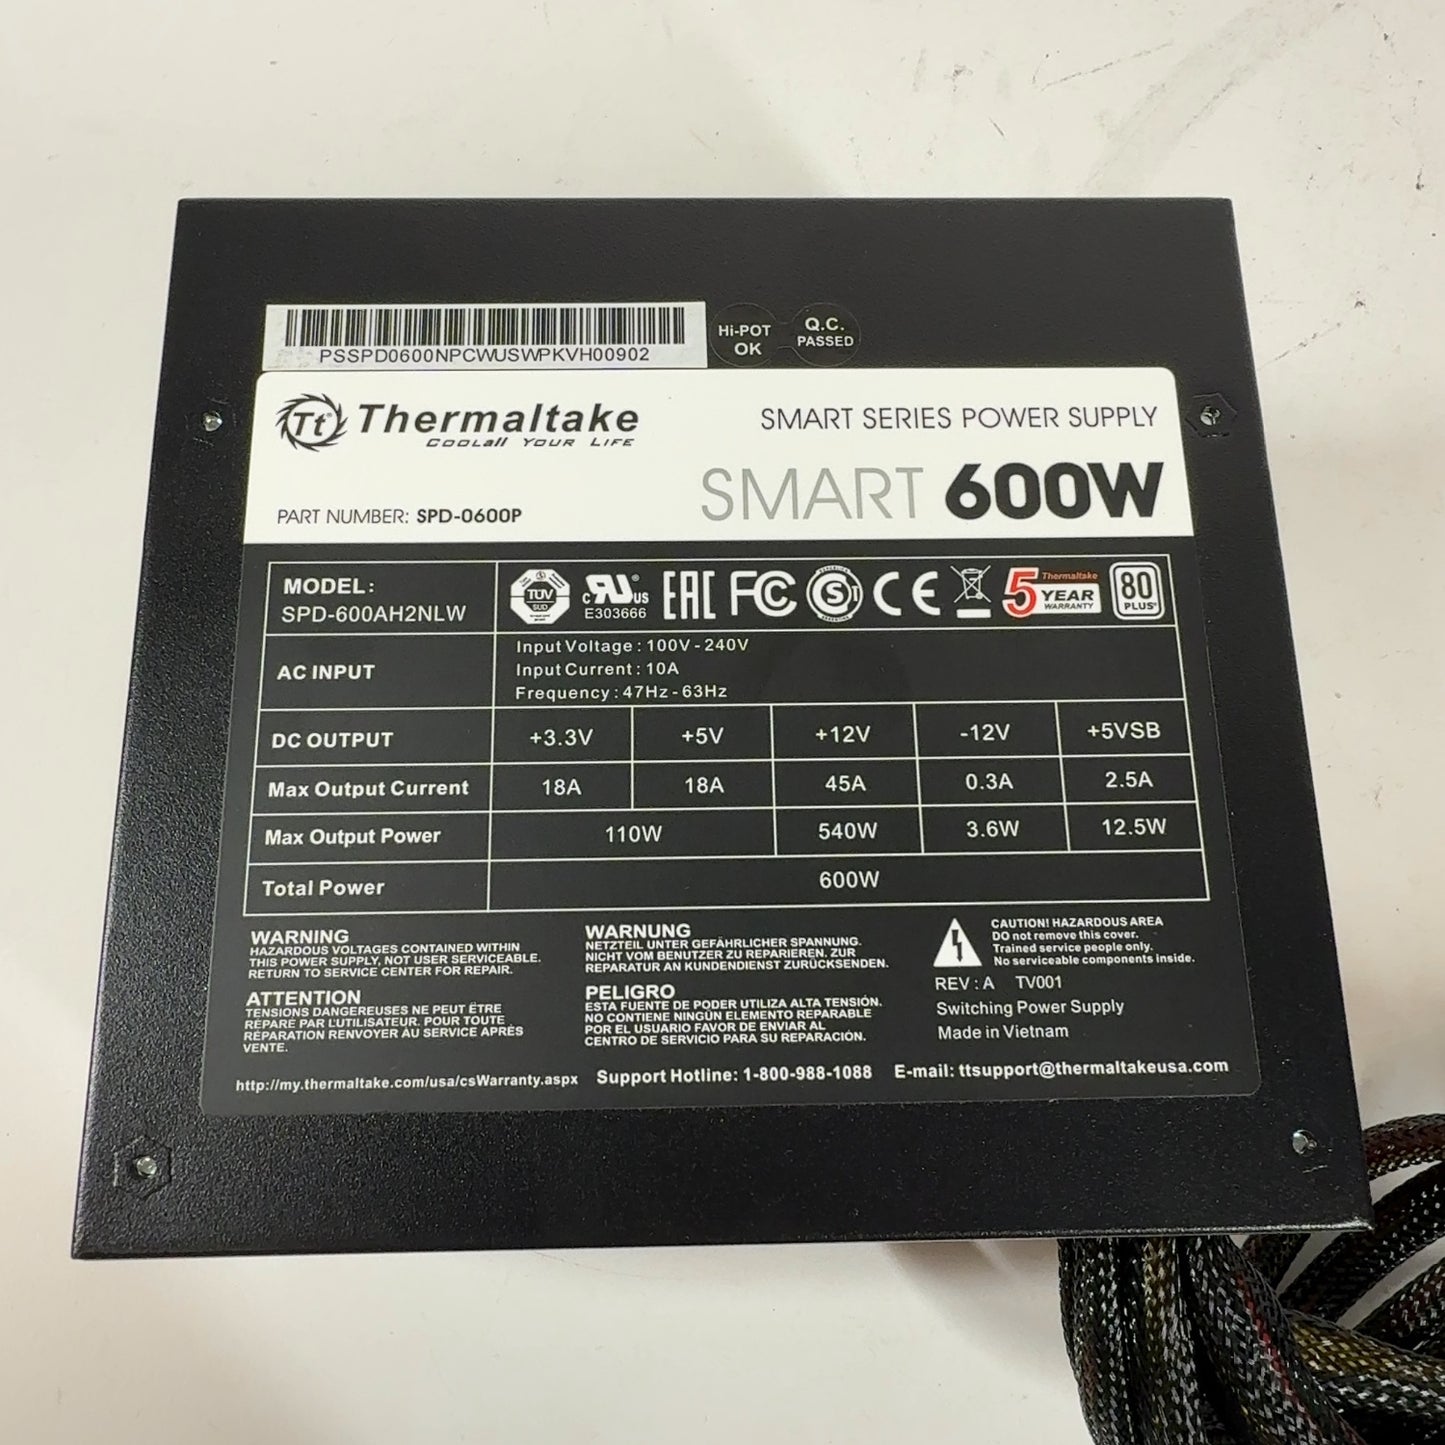 PSSPD0600NPCWUSWPKVH00902
Hi-POT OK
Q.C. PASSED
Tt Thermaltake
COOLall YOUR LIFE
SMART SERIES POWER SUPPLY
SMART 600W
PART NUMBER: SPD-0600P
MODEL:
SPD-600AH2NLW
TÜV
SUD
c RU us
E303666
EAC FC S CE
5 Thermaltake
YEAR
WARRANTY
80
PLUS
AC INPUT
Input Voltage : 100V - 240V
Input Current : 10A
Frequency : 47Hz - 63Hz
DC OUTPUT +3.3V +5V +12V -12V +5VSB
Max Output Current 18A 18A 45A 0.3A 2.5A
Max Output Power 110W 540W 3.6W 12.5W
Total Power 600W
WARNING
HAZARDOUS VOLTAGES CONTAINED WITHIN
THIS POWER SUPPLY, NOT USER SERVICEABLE.
RETURN TO SERVICE CENTER FOR REPAIR.
ATTENTION
TENSIONS DANGEREUSES NE PEUT ËTRE
RÉPARÉ PAR L'UTILISATEUR. POUR TOUTE
RÉPARATION RENVOYER AU SERVICE APRÈS
VENTE.
WARNUNG
NETZTEIL UNTER GEFÄHRLICHER SPANNUNG.
NICHT VOM BENUTZER ZU REPARIEREN. ZUR
REPARATUR AN KUNDENDIENST ZURÜCKSENDEN.
PELIGRO
ESTA FUENTE DE PODER UTILIZA ALTA TENSIÓN.
NO CONTIENE NINGÚN ELEMENTO REPARABLE
POR EL USUARIO FAVOR DE ENVIAR AL
CENTRO DE SERVICIO PARA SU REPARACIÓN.
CAUTION! HAZARDOUS AREA
DO not remove this cover.
Trained service people only.
No serviceable components inside.
REV : A TV001
Switching Power Supply
Made in Vietnam
http://my.thermaltake.com/usa/csWarranty.aspx Support Hotline: 1-800-988-1088 E-mail: ttsupport@thermaltakeusa.com